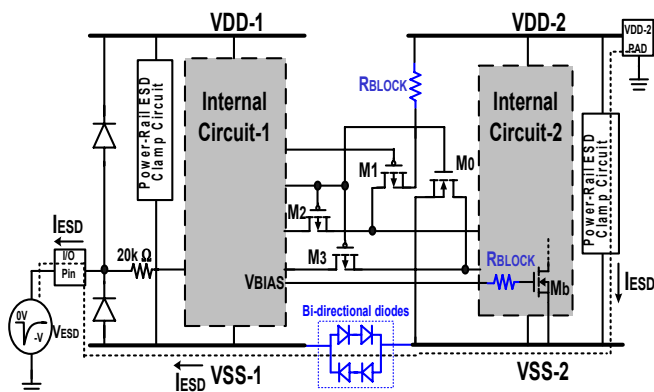 VDD-1
VDD-2
VDD-2
PAD
RBLOCK
Power-Rail ESD
Clamp Circuit
Internal
Circuit-1
Internal
Circuit-2
M1
M0
Power-Rail ESD
Clamp Circuit
M2
IESD
I/O
Pin
20k Ω
M3
VBIAS
RBLOCK
Mb
IESD
0V
-V
VESD
Bi-directional diodes
IESD
VSS-1
VSS-2